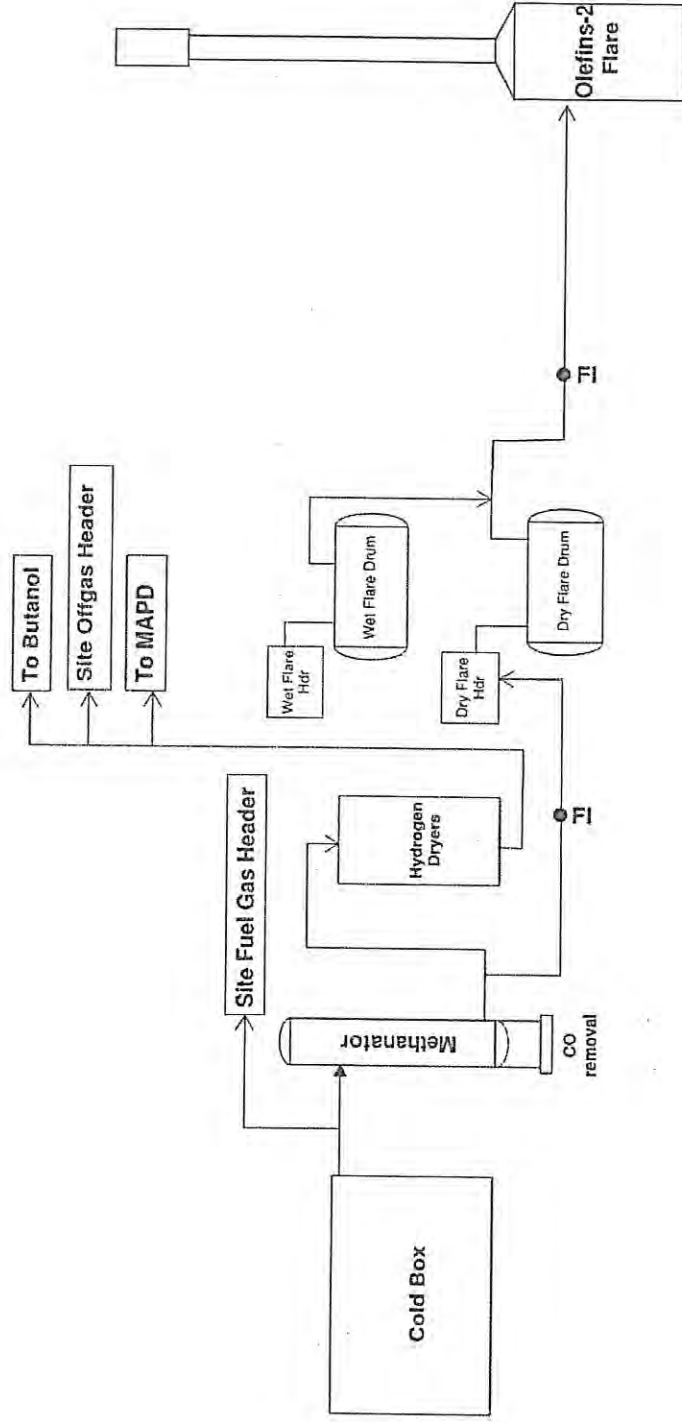 Cold Box
Site Fuel Gas Header
Methanator
CO
removal
Hydrogen
Dryers
FI
To Butanol
Site Offgas Header
To MAPD
Wet Flare
Hdr
Wet Flare Drum
Dry Flare
Hdr
Dry Flare Drum
FI
Olefins-2
Flare